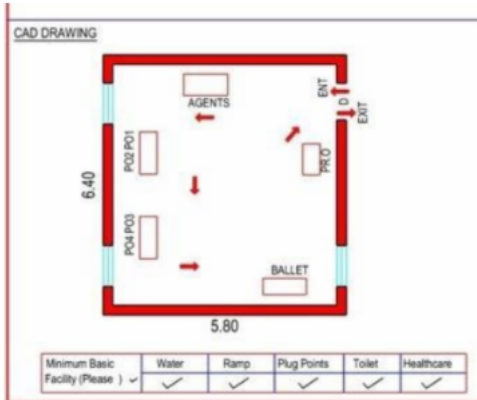 CAD DRAWING
AGENTS
ENT
D
EXIT
PO2 PO1
PR.O
6.40
PO4 PO3
BALLET
5.80
Minimum Basic Facility (Please ) ✓ Water Ramp Plug Points Toilet Healthcare
✓ ✓ ✓ ✓ ✓